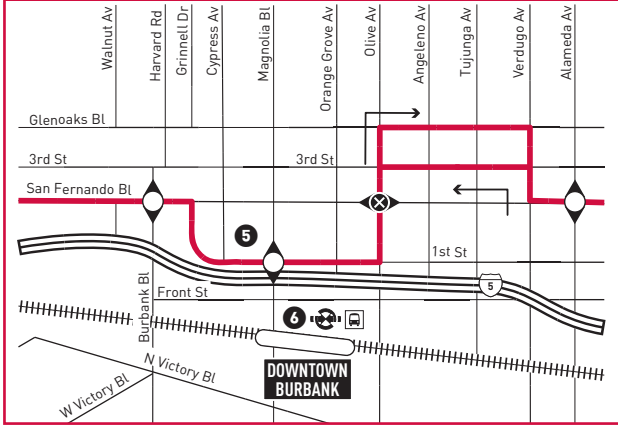 Walnut Av
Harvard Rd
Grinnell Dr
Cypress Av
Magnolia Bl
Orange Grove Av
Olive Av
Angeleno Av
Tujunga Av
Verdugo Av
Alameda Av
Glenoaks Bl
3rd St
3rd St
San Fernando Bl
5
1st St
5
Front St
Burbank Bl
6
DOWNTOWN
BURBANK
N Victory Bl
W Victory Bl